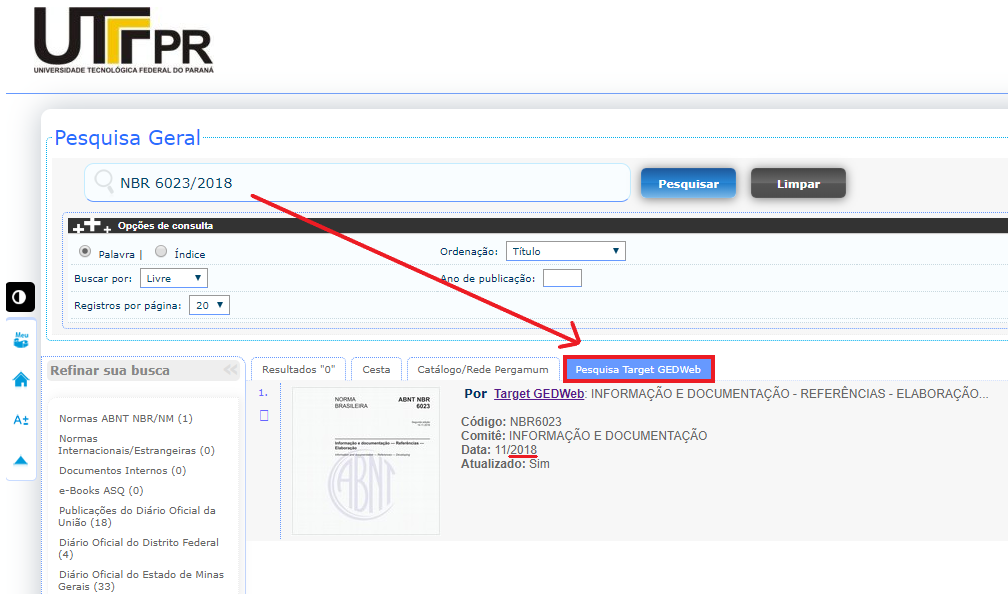 UTFPR
UNIVERSIDADE TECNOLÓGICA FEDERAL DO PARANÁ
Pesquisa Geral
NBR 6023/2018
Pesquisar
Limpar
Opções de consulta
Palavra |
Índice
Ordenação:
Título
Buscar por:
Livre
Ano de publicação:
Registros por página:
20
Meu
A±
Refinar sua busca
Normas ABNT NBR/NM (1)
Normas
Internacionais/Estrangeiras (0)
Documentos Internos (0)
e-Books ASQ (0)
Publicações do Diário Oficial da
União (18)
Diário Oficial do Distrito Federal
(4)
Diário Oficial do Estado de Minas
Gerais (33)
Resultados "0"
Cesta
Catálogo/Rede Pergamum
Pesquisa Target GEDWeb
1.
NORMA
BRASILEIRA
ABNT NBR
6023
Informação e documentação — Referências —
Elaboração
ABNT
Por Target GEDWeb: INFORMAÇÃO E DOCUMENTAÇÃO - REFERÊNCIAS - ELABORAÇÃO...
Código: NBR6023
Comitê: INFORMAÇÃO E DOCUMENTAÇÃO
Data: 11/2018
Atualizado: Sim